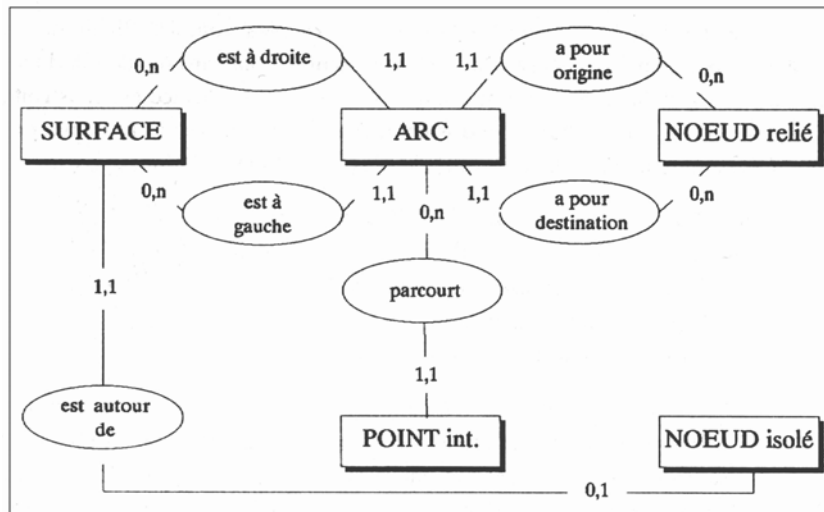 est à droite
0,n
1,1
1,1
a pour
origine
0,n
SURFACE
ARC
NOEUD relié
0,n
est à
gauche
1,1
0,n
1,1
a pour
destination
0,n
1,1
parcourt
1,1
est autour
de
POINT int.
NOEUD isolé
0,1